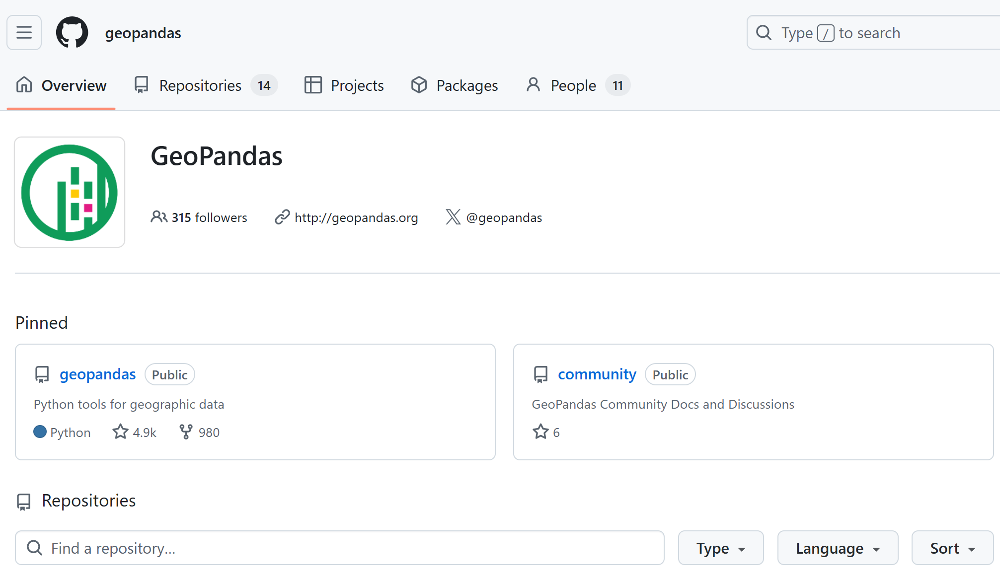 geopandas
Type / to search
Overview
Repositories 14
Projects
Packages
People 11
GeoPandas
315 followers
http://geopandas.org
@geopandas
Pinned
geopandas Public
Python tools for geographic data
Python 4.9k 980
community Public
GeoPandas Community Docs and Discussions
6
Repositories
Find a repository...
Type
Language
Sort